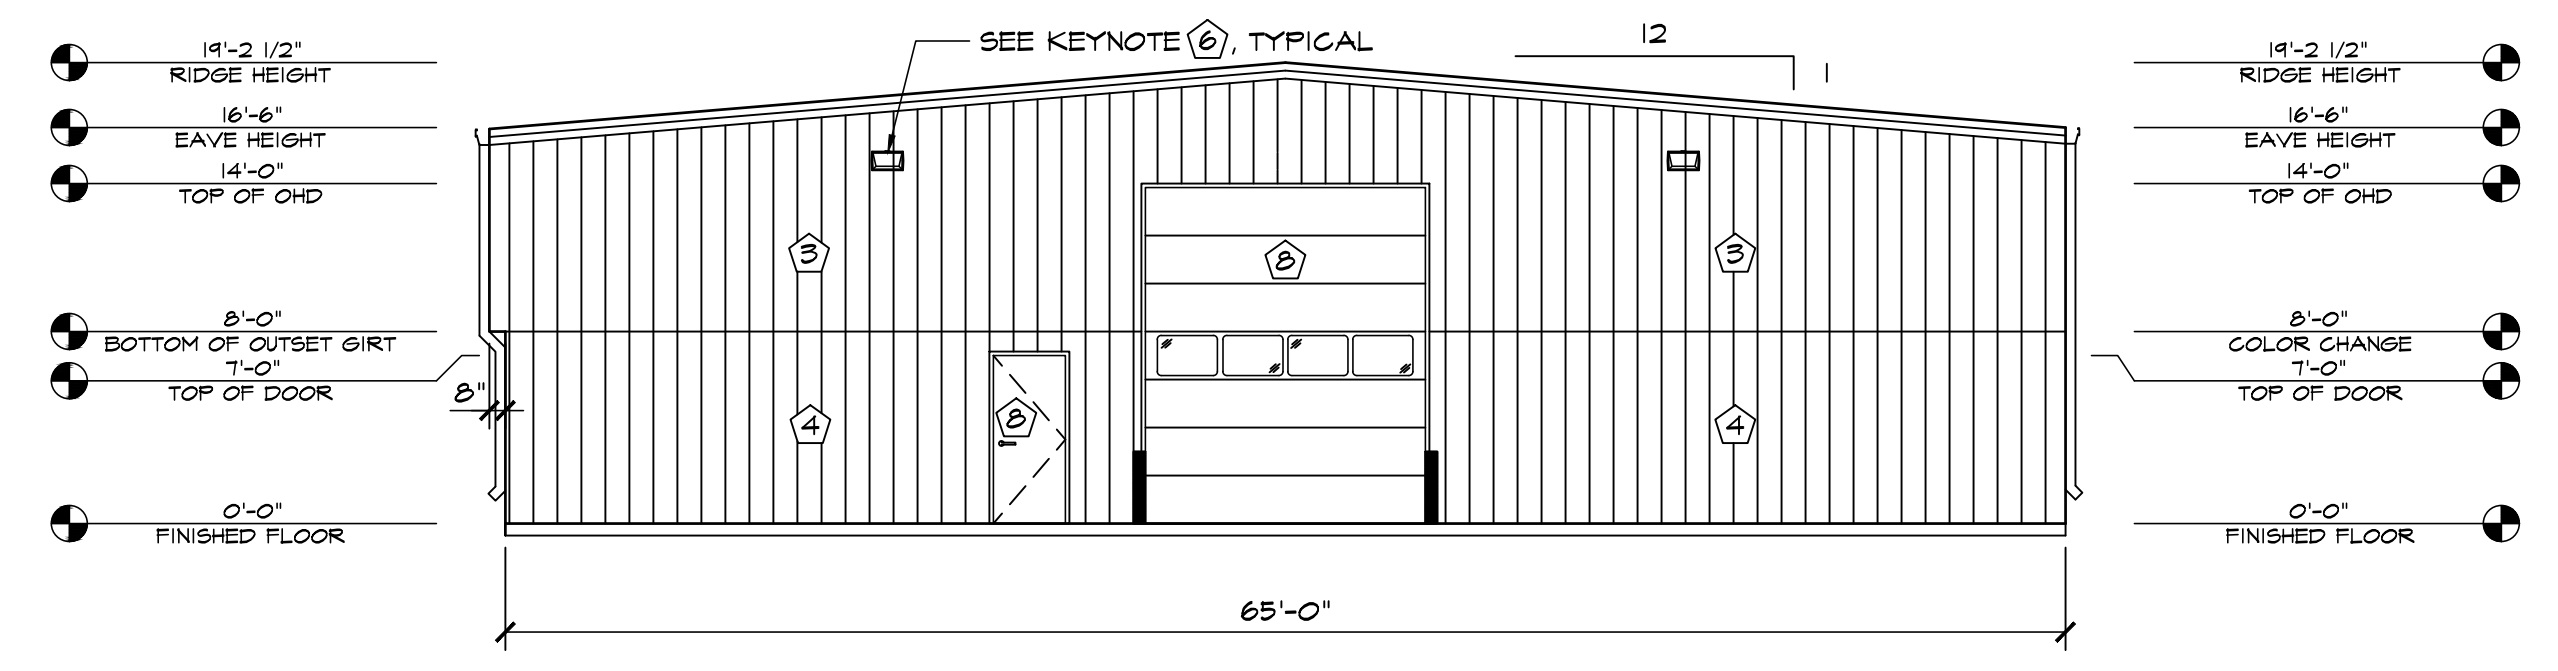 SEE KEYNOTE 6, TYPICAL
12
1
19'-2 1/2"
RIDGE HEIGHT
16'-6"
EAVE HEIGHT
14'-0"
TOP OF OHD
8'-0"
BOTTOM OF OUTSET GIRT
7'-0"
TOP OF DOOR
8"
0'-0"
FINISHED FLOOR
3
8
3
4
8
4
19'-2 1/2"
RIDGE HEIGHT
16'-6"
EAVE HEIGHT
14'-0"
TOP OF OHD
8'-0"
COLOR CHANGE
7'-0"
TOP OF DOOR
0'-0"
FINISHED FLOOR
65'-0"